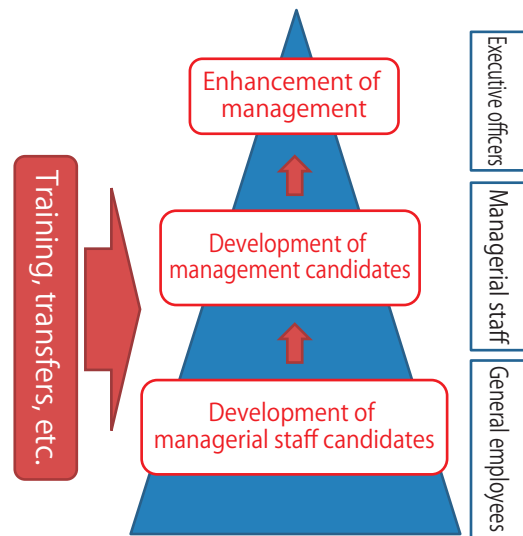 Enhancement of
management
Executive officers
Training, transfers, etc.
Development of
management candidates
Managerial staff
Development of
managerial staff candidates
General employees